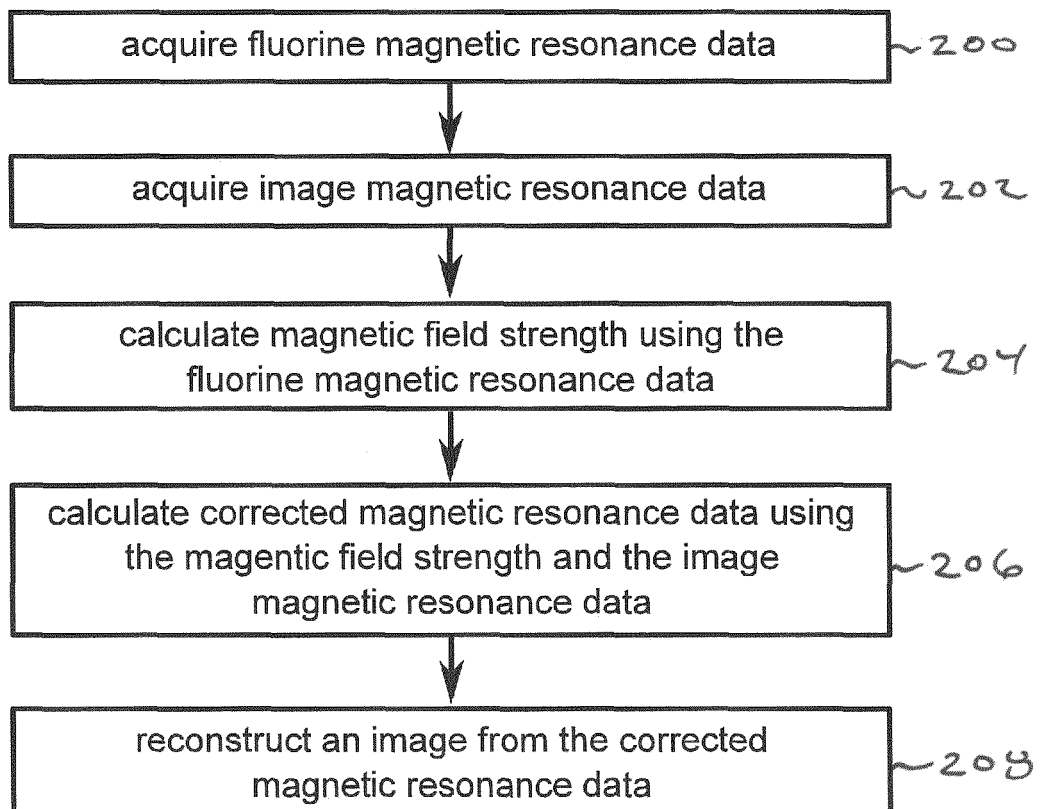 acquire fluorine magnetic resonance data
200
acquire image magnetic resonance data
202
calculate magnetic field strength using the
fluorine magnetic resonance data
204
calculate corrected magnetic resonance data using
the magentic field strength and the image
magnetic resonance data
206
reconstruct an image from the corrected
magnetic resonance data
208